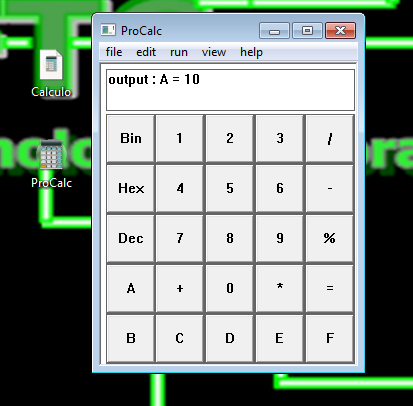 ProCalc
file edit run view help
output : A = 10
Calculo
Bin 1 2 3 /
ProCalc
Hex 4 5 6 -
Dec 7 8 9 %
A + 0 * =
B C D E F